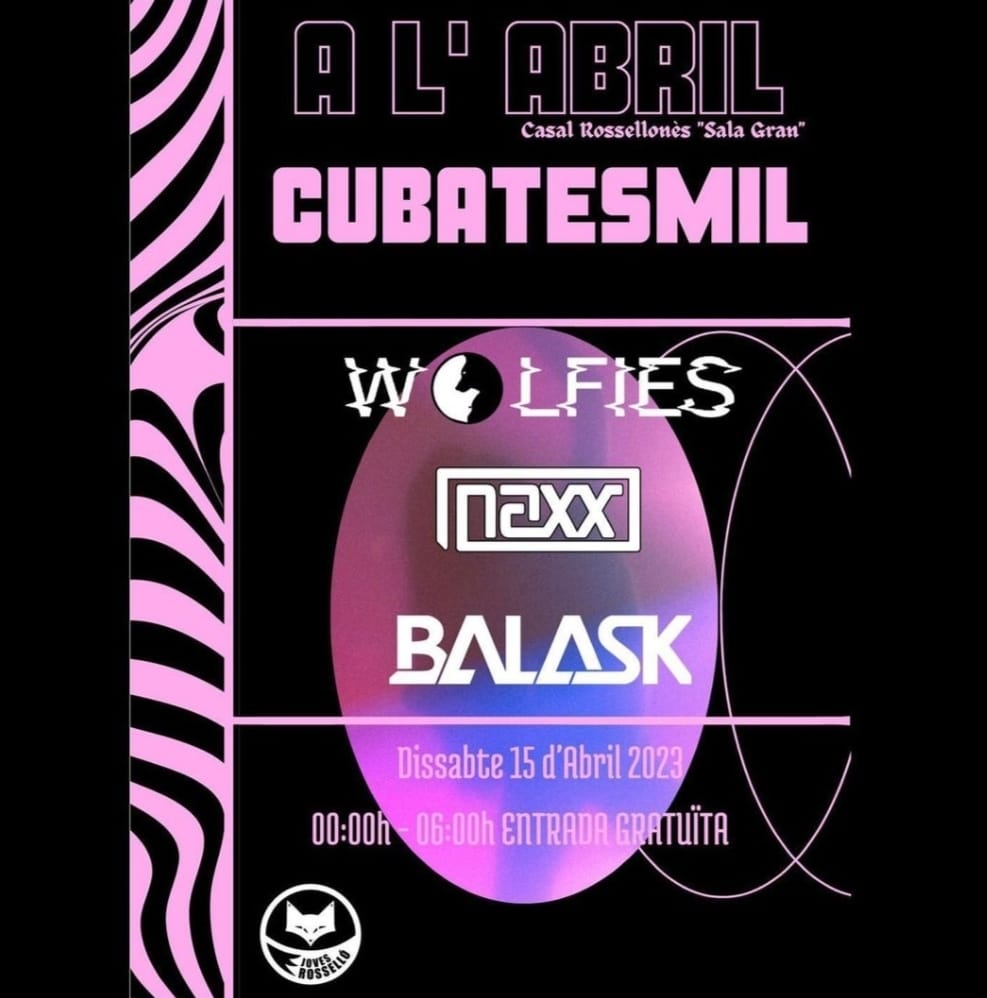 A L' ABRIL
Casal Rossellonès "Sala Gran"
CUBATESMIL
WOLFIES
naxx
BALASK
Dissabte 15 d'Abril 2023
00:00h - 06:00h ENTRADA GRATUÏTA
JOVES
ROSSELLÓ